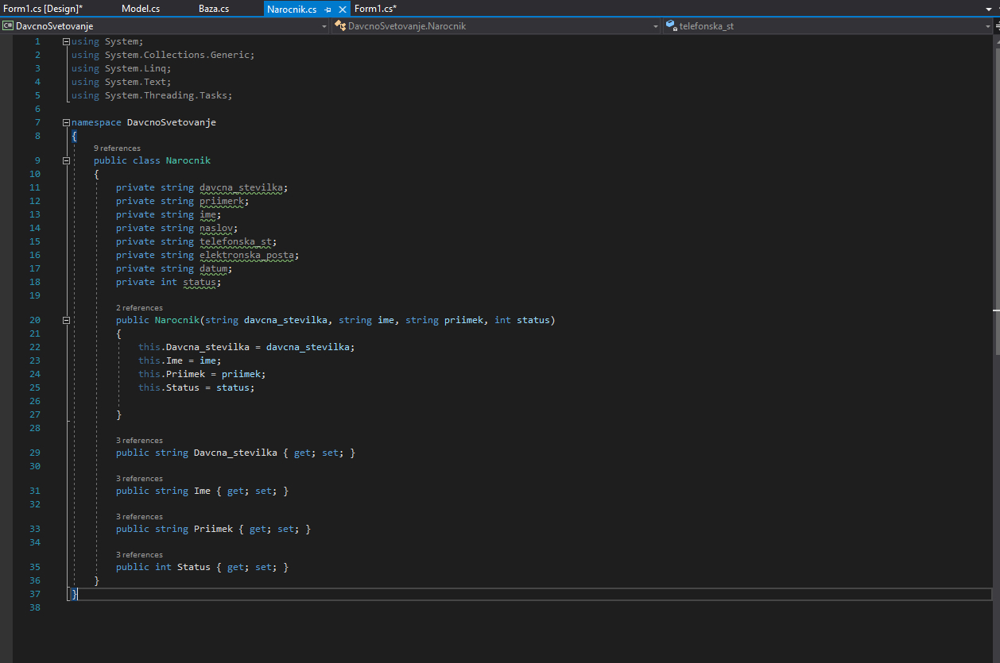 Form1.cs [Design]* Model.cs Baza.cs Narocnik.cs Form1.cs*
C# DavcnoSvetovanje DavcnoSvetovanje.Narocnik telefonska_st
1 using System;
2 using System.Collections.Generic;
3 using System.Linq;
4 using System.Text;
5 using System.Threading.Tasks;
6
7 namespace DavcnoSvetovanje
8 {
9 references
9 public class Narocnik
10 {
11 private string davcna_stevilka;
12 private string priimerk;
13 private string ime;
14 private string naslov;
15 private string telefonska_st;
16 private string elektronska_posta;
17 private string datum;
18 private int status;
19
2 references
20 public Narocnik(string davcna_stevilka, string ime, string priimek, int status)
21 {
22 this.Davcna_stevilka = davcna_stevilka;
23 this.Ime = ime;
24 this.Priimek = priimek;
25 this.Status = status;
26
27 }
28
3 references
29 public string Davcna_stevilka { get; set; }
30
3 references
31 public string Ime { get; set; }
32
3 references
33 public string Priimek { get; set; }
34
3 references
35 public int Status { get; set; }
36 }
37 }
38